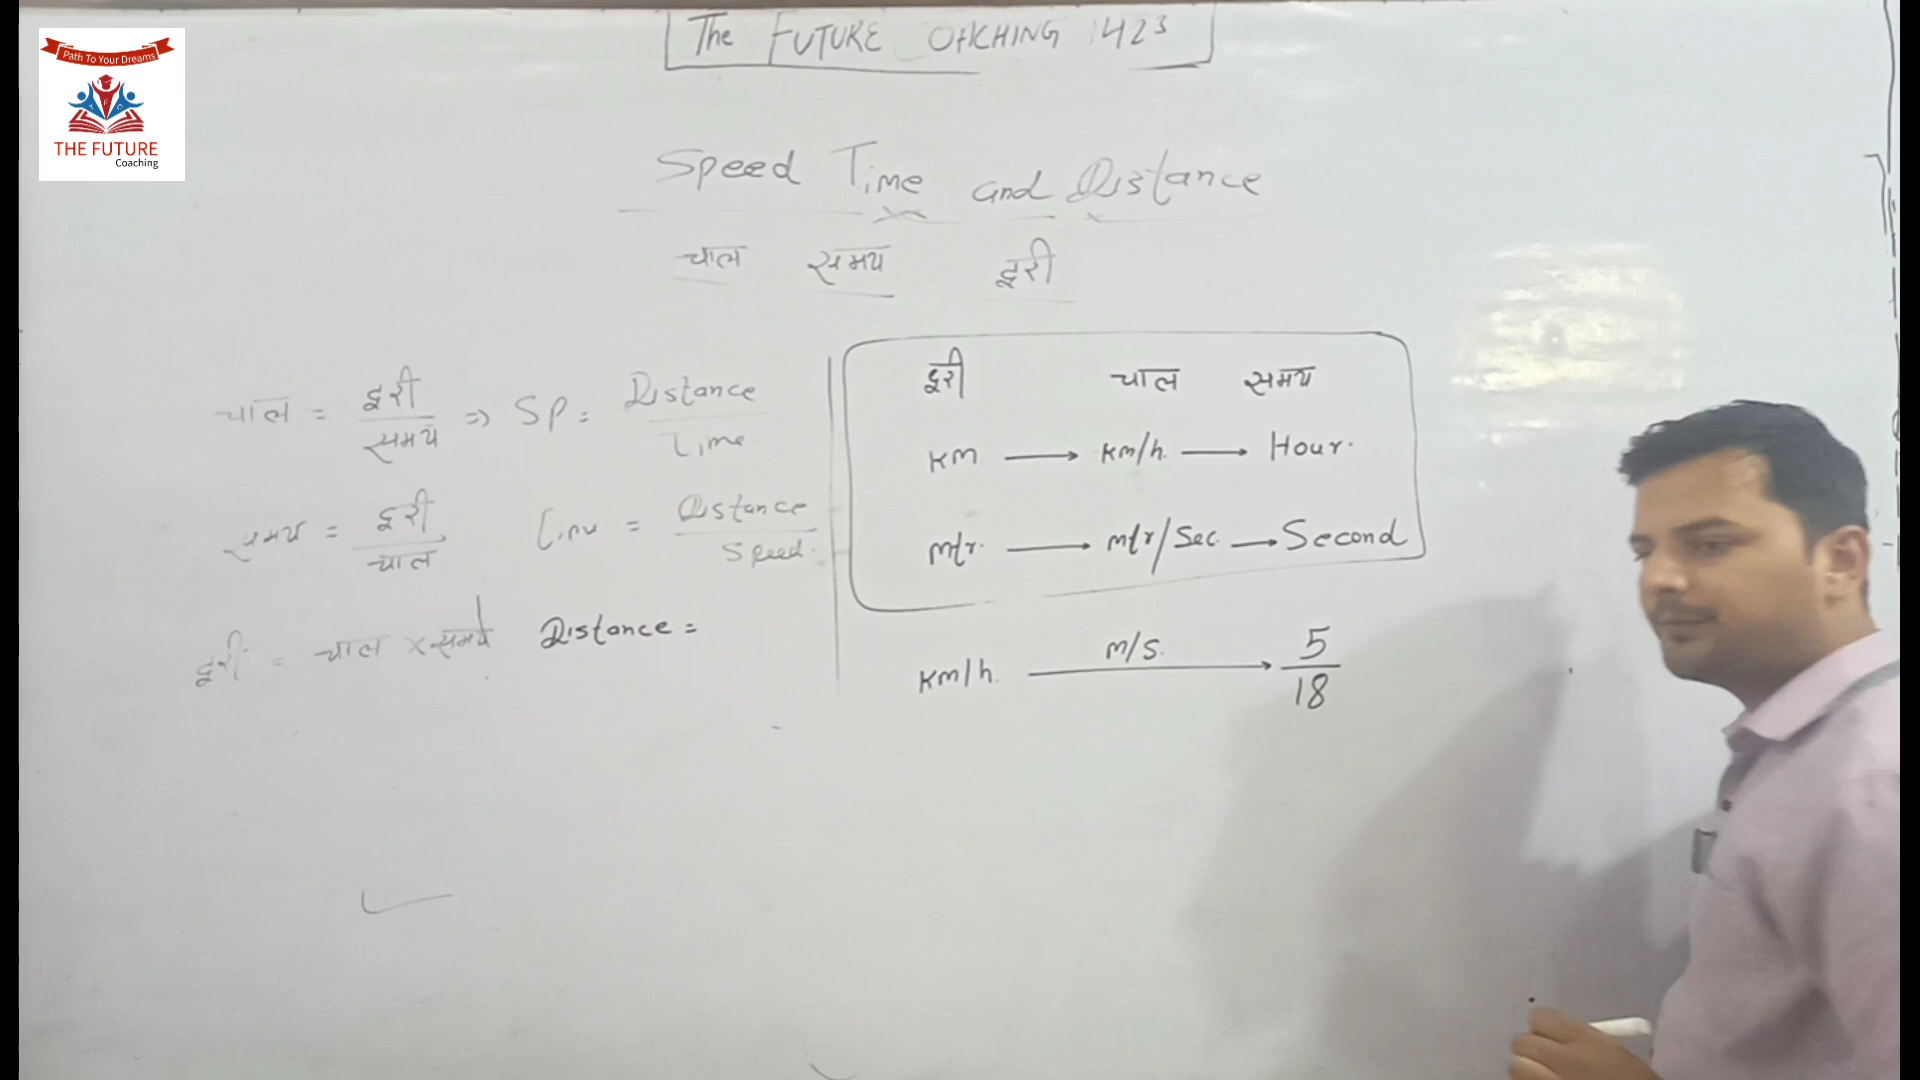 Path To Your Dreams
TFC
THE FUTURE
Coaching
The FUTURE COACHING 1423
Speed Time and Distance
चाल समय दूरी
चाल = दूरी / समय => SP = Distance / Time
समय = दूरी / चाल Time = Distance / Speed.
दूरी = चाल x समय Distance =
दूरी चाल समय
KM → KM/h. → Hour.
Mtr. → Mtr/Sec. → Second
KM/h. → M/S. 5/18